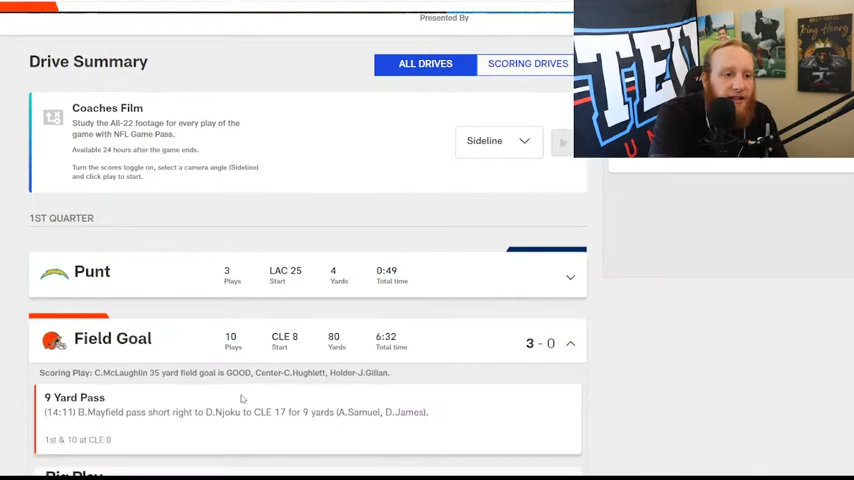 Presented By
Drive Summary
ALL DRIVES
SCORING DRIVES
Coaches Film
Study the All-22 footage for every play of the
game with NFL Game Pass.
Available 24 hours after the game ends.
Turn the scores toggle on, select a camera angle (Sideline)
and click play to start.
Sideline
1ST QUARTER
Punt
3 LAC 25 4 0:49
Plays Start Yards Total time
Field Goal
10 CLE 8 80 6:32
Plays Start Yards Total time
3 - 0
Scoring Play: C.McLaughlin 35 yard field goal is GOOD, Center-C.Hughlett, Holder-J.Gillan.
9 Yard Pass
(14:11) B.Mayfield pass short right to D.Njoku to CLE 17 for 9 yards (A.Samuel, D.James).
1st & 10 at CLE 8
Big Play
TEN
U
King Henry